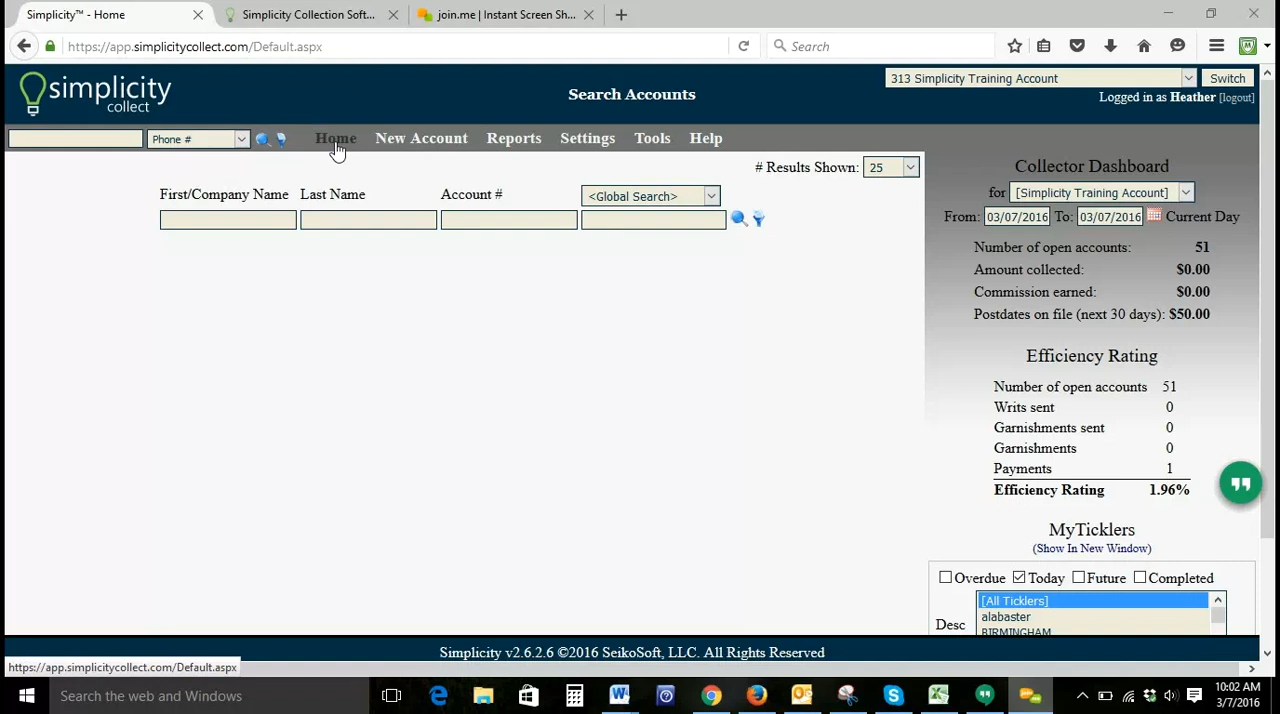 Simplicity™ - Home
Simplicity Collection Soft...
join.me | Instant Screen Sh...
https://app.simplicitycollect.com/Default.aspx
Search
simplicity
collect
Search Accounts
313 Simplicity Training Account
Switch
Logged in as Heather [logout]
Phone #
Home
New Account
Reports
Settings
Tools
Help
# Results Shown: 25
First/Company Name
Last Name
Account #
<Global Search>
Collector Dashboard
for [Simplicity Training Account]
From: 03/07/2016 To: 03/07/2016 Current Day
Number of open accounts: 51
Amount collected: $0.00
Commission earned: $0.00
Postdates on file (next 30 days): $50.00
Efficiency Rating
Number of open accounts 51
Writs sent 0
Garnishments sent 0
Garnishments 0
Payments 1
Efficiency Rating 1.96%
MyTicklers
(Show In New Window)
Overdue Today Future Completed
Desc
[All Ticklers]
alabaster
BIRMINGHAM
Simplicity v2.6.2.6 ©2016 SeikoSoft, LLC. All Rights Reserved
https://app.simplicitycollect.com/Default.aspx
Search the web and Windows
10:02 AM
3/7/2016